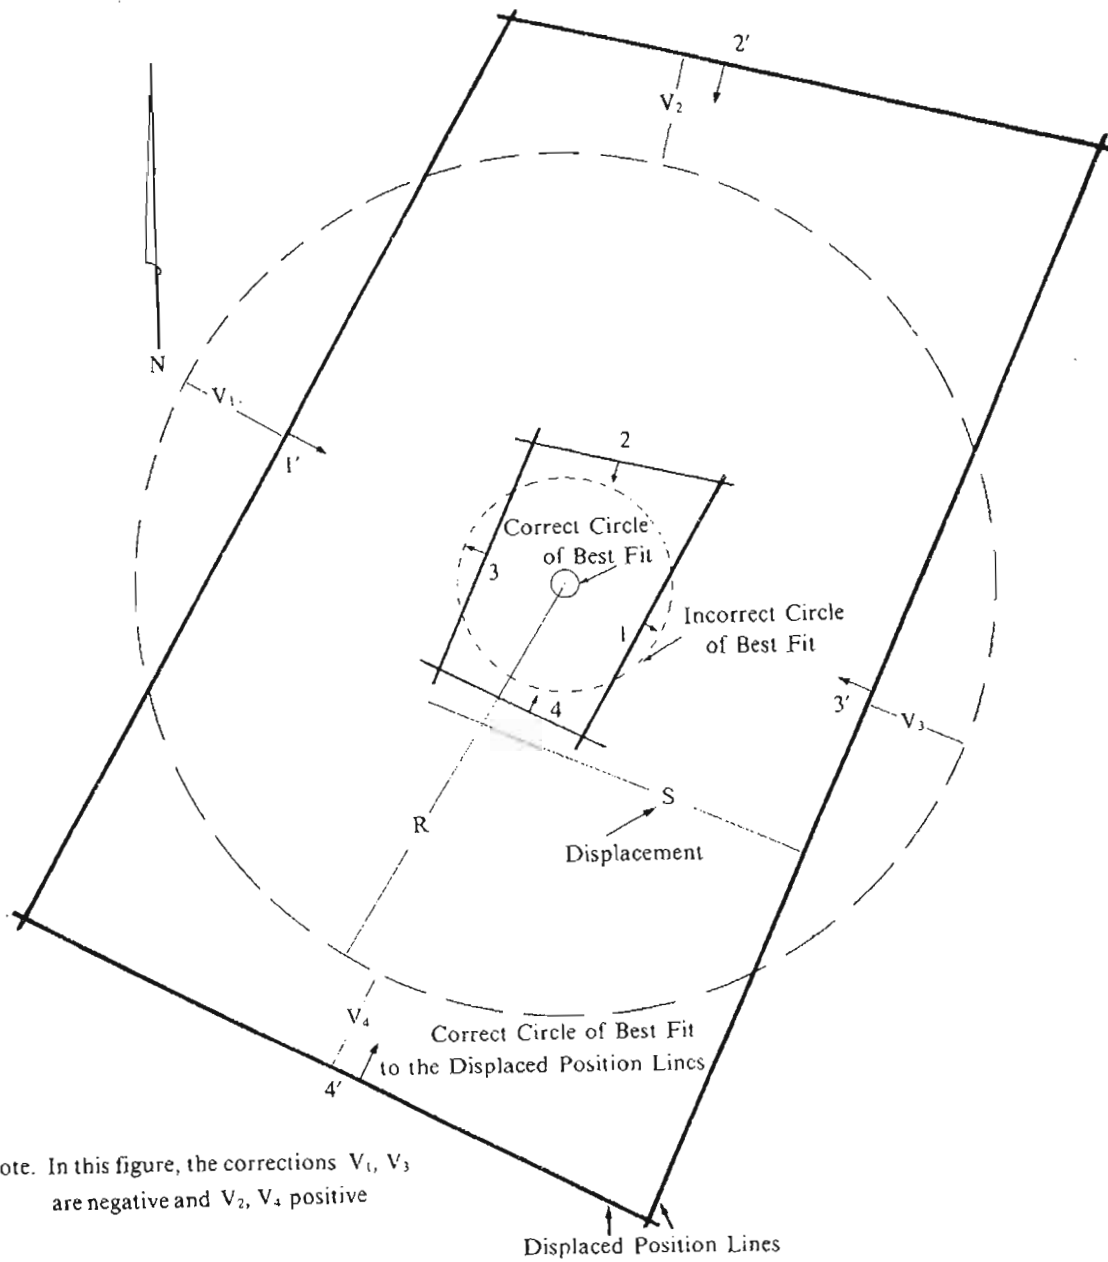 2′
V₂
N
V₁
1′
2
Correct Circle
of Best Fit
3
Incorrect Circle
of Best Fit
1
3′
V₃
4
S
R
Displacement
V₄
Correct Circle of Best Fit
to the Displaced Position Lines
4′
ote. In this figure, the corrections V₁, V₃
are negative and V₂, V₄ positive
Displaced Position Lines